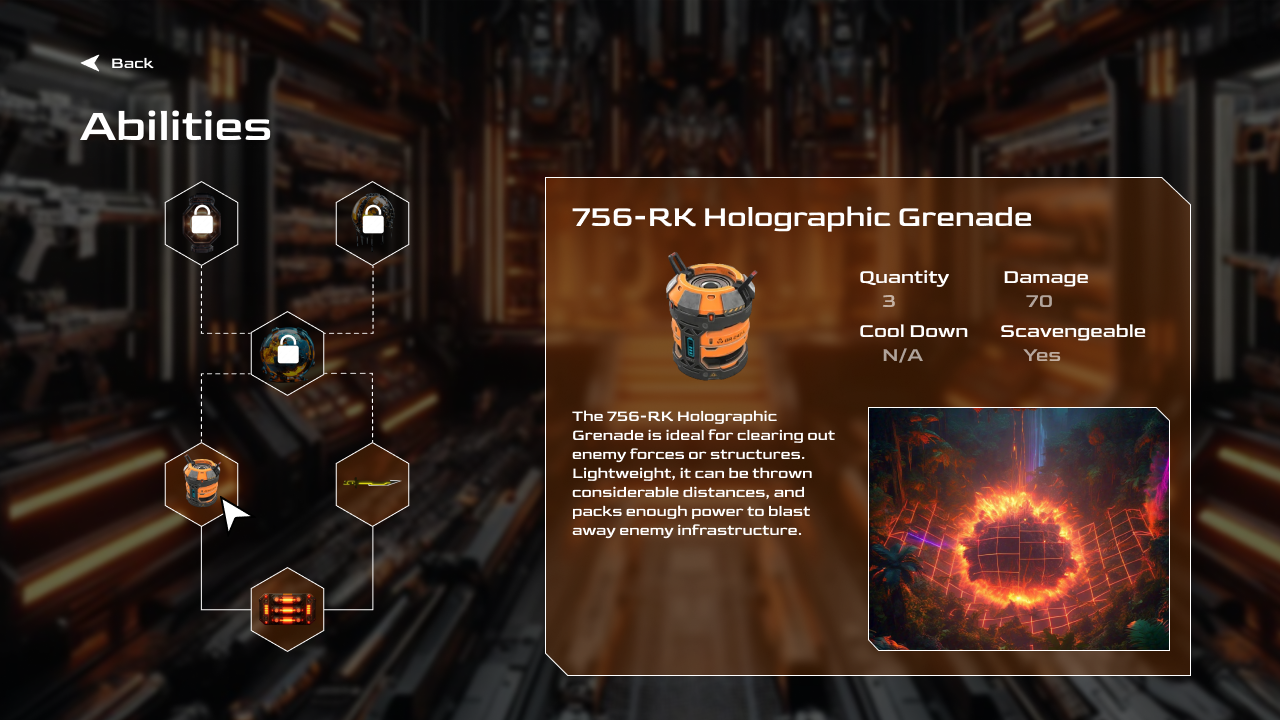 Back
Abilities
756-RK Holographic Grenade
Quantity
Damage
3
70
Cool Down
Scavengeable
N/A
Yes
The 756-RK Holographic
Grenade is ideal for clearing out
enemy forces or structures.
Lightweight, it can be thrown
considerable distances, and
packs enough power to blast
away enemy infrastructure.